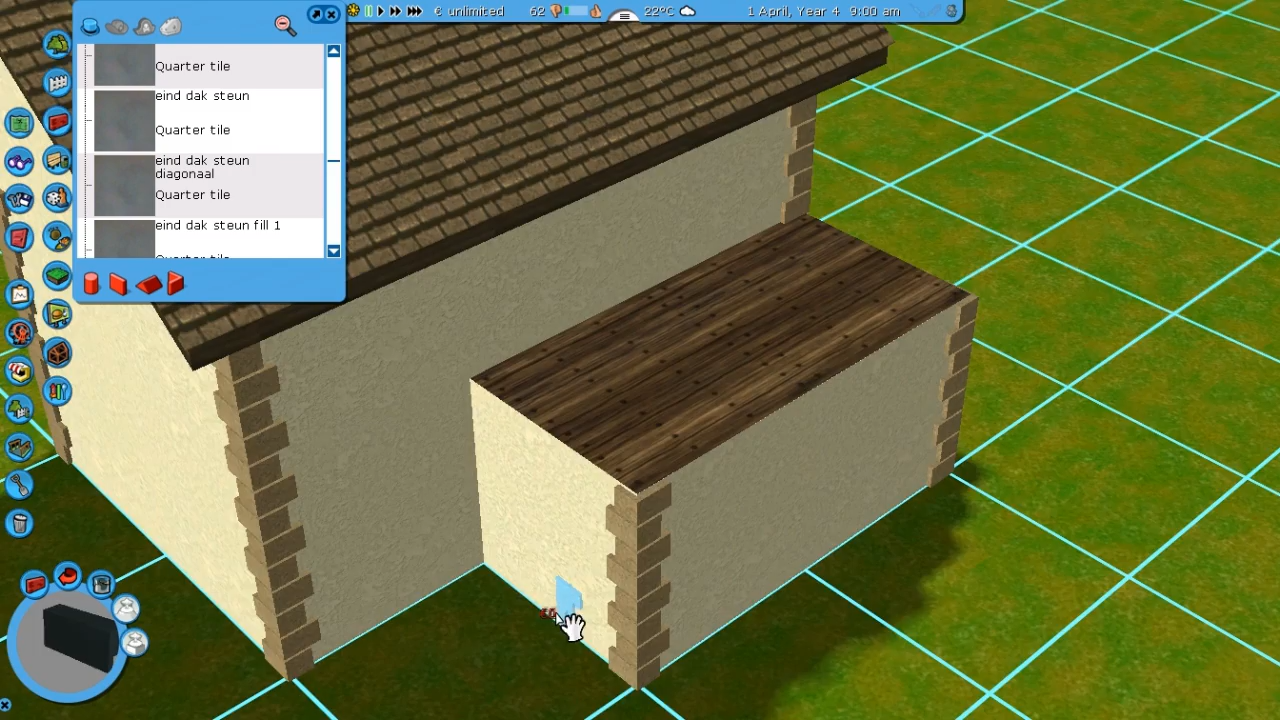 € unlimited 62 22°C 1 April, Year 4 9:00 am
Quarter tile
eind dak steun
Quarter tile
eind dak steun
diagonaal
Quarter tile
eind dak steun fill 1